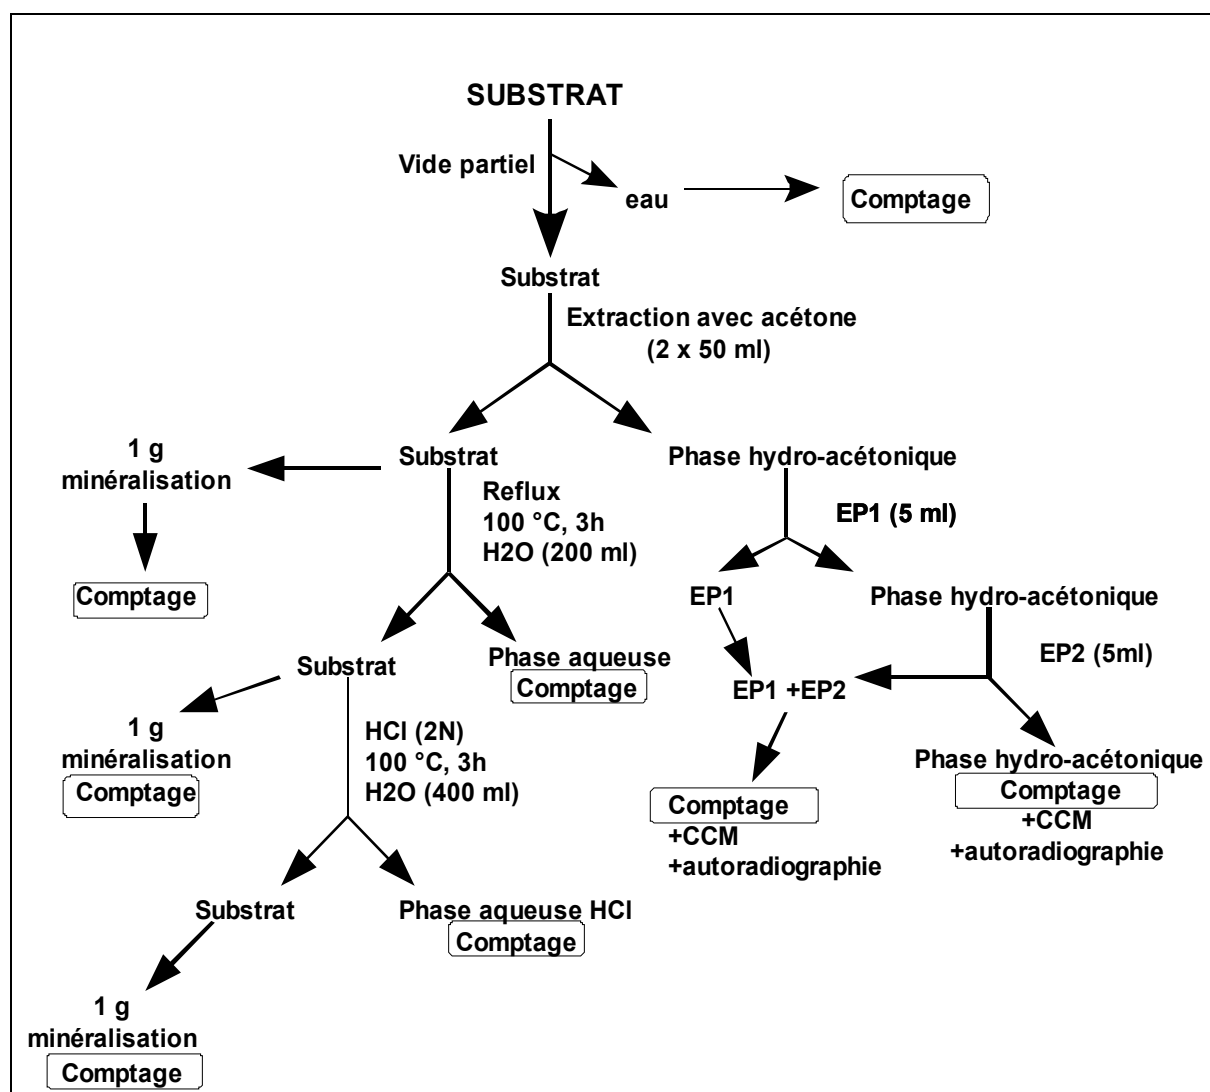 SUBSTRAT
Vide partiel
eau
Comptage
Substrat
Extraction avec acétone
(2 x 50 ml)
1 g
minéralisation
Comptage
Substrat
Reflux
100 °C, 3h
H2O (200 ml)
Phase hydro-acétonique
EP1 (5 ml)
EP1
Phase hydro-acétonique
EP2 (5ml)
Substrat
Phase aqueuse
Comptage
EP1 +EP2
1 g
minéralisation
Comptage
HCl (2N)
100 °C, 3h
H2O (400 ml)
Comptage
+CCM
+autoradiographie
Phase hydro-acétonique
Comptage
+CCM
+autoradiographie
Substrat
Phase aqueuse HCl
Comptage
1 g
minéralisation
Comptage